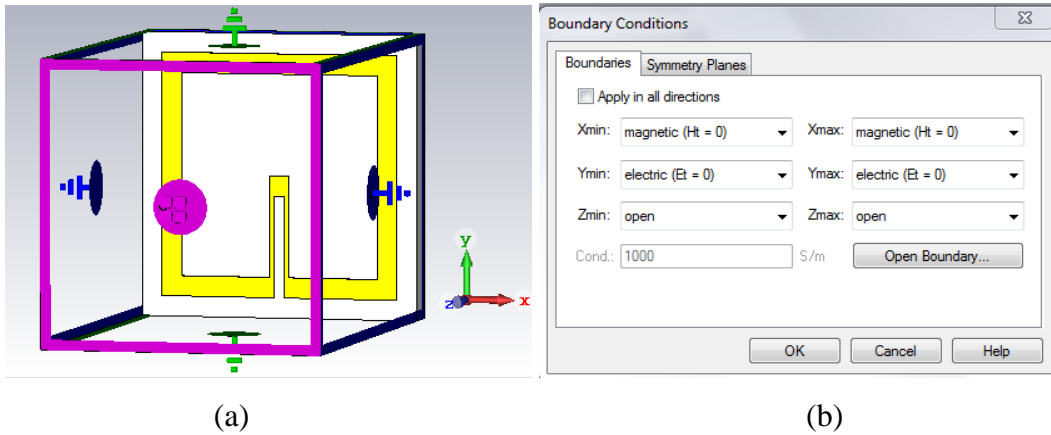 y
x
z
Boundary Conditions
Boundaries Symmetry Planes
Apply in all directions
Xmin: magnetic (Ht = 0) Xmax: magnetic (Ht = 0)
Ymin: electric (Et = 0) Ymax: electric (Et = 0)
Zmin: open Zmax: open
Cond.: 1000 S/m Open Boundary...
OK Cancel Help
(a) (b)